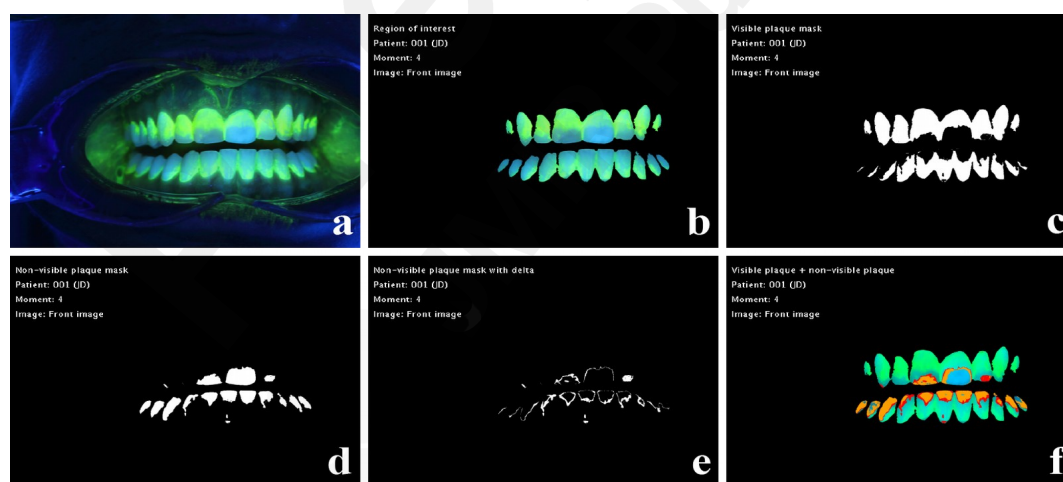 a
Region of interest
Patient: 001 (JD)
Moment: 4
Image: Front image
b
Visible plaque mask
Patient: 001 (JD)
Moment: 4
Image: Front image
c
Non-visible plaque mask
Patient: 001 (JD)
Moment: 4
Image: Front image
d
Non-visible plaque mask with delta
Patient: 001 (JD)
Moment: 4
Image: Front image
e
Visible plaque + non-visible plaque
Patient: 001 (JD)
Moment: 4
Image: Front image
f